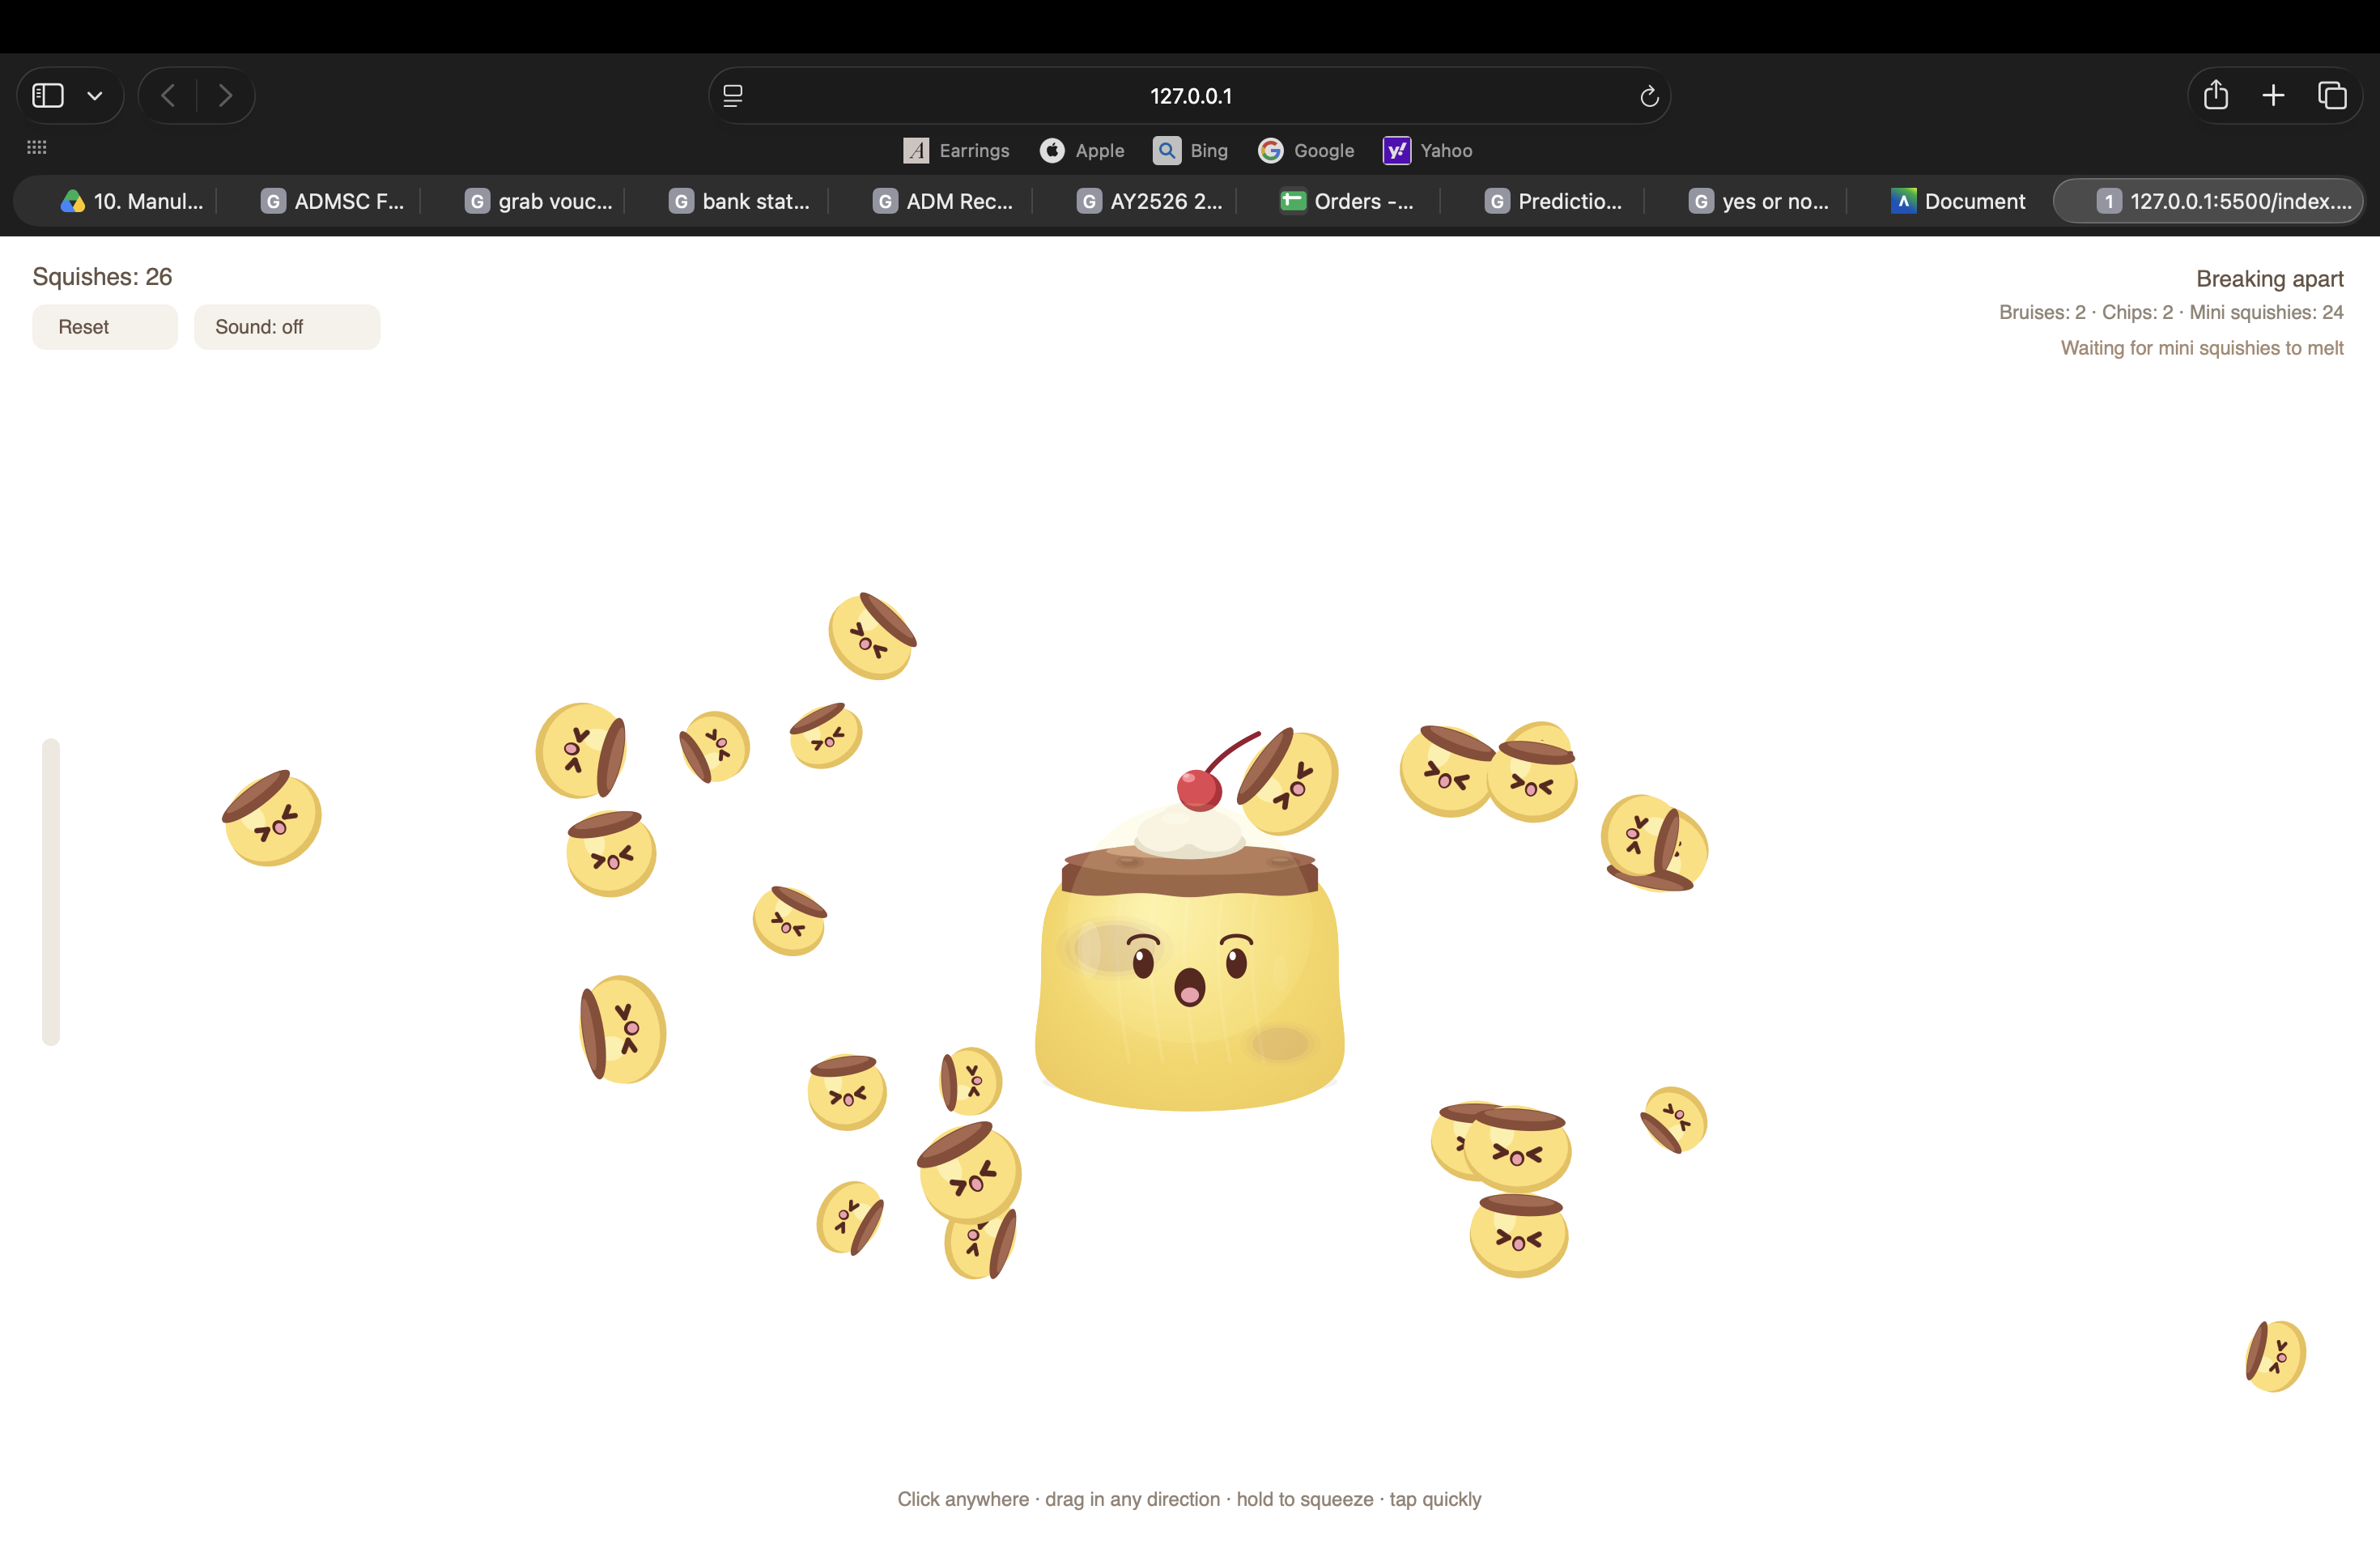 127.0.0.1
Earrings Apple Bing Google Yahoo
10. Manul... ADMSC F... grab vouc... bank stat... ADM Rec... AY2526 2... Orders -... Predictio... yes or no... Document 1 127.0.0.1:5500/index....
Squishes: 26
Reset Sound: off
Breaking apart
Bruises: 2 · Chips: 2 · Mini squishies: 24
Waiting for mini squishies to melt
Click anywhere · drag in any direction · hold to squeeze · tap quickly